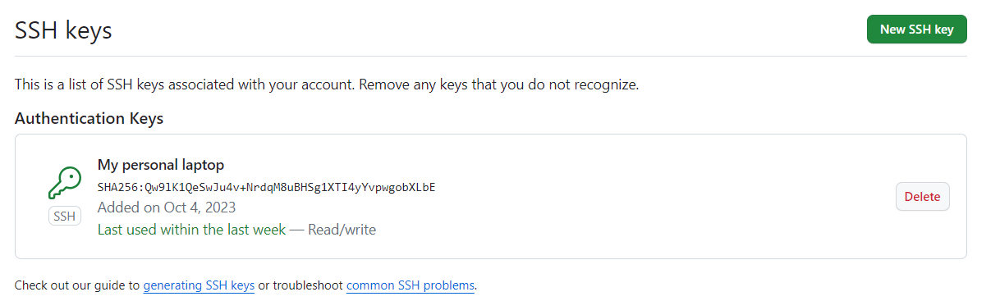 SSH keys
New SSH key
This is a list of SSH keys associated with your account. Remove any keys that you do not recognize.
Authentication Keys
My personal laptop
SHA256:Qw9lK1QeSwJu4v+NrdqM8uBHSg1XTI4yYvpwgobXLbE
Added on Oct 4, 2023
Last used within the last week — Read/write
SSH
Delete
Check out our guide to generating SSH keys or troubleshoot common SSH problems.